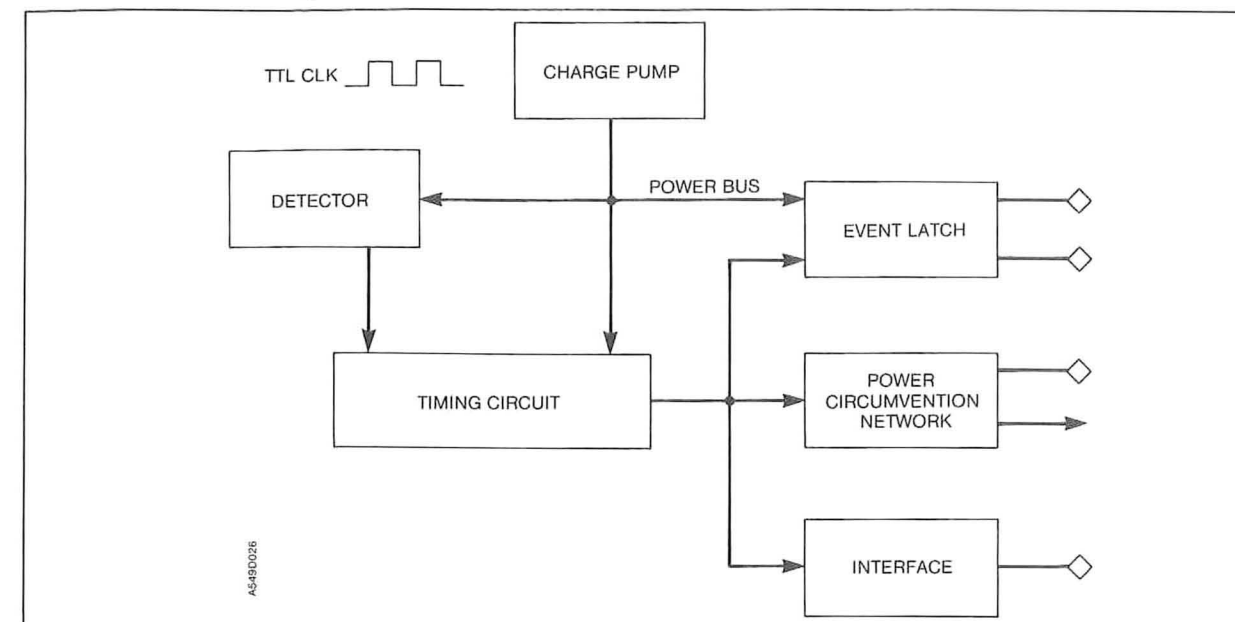 TTL CLK
CHARGE PUMP
DETECTOR
POWER BUS
EVENT LATCH
TIMING CIRCUIT
POWER
CIRCUMVENTION
NETWORK
INTERFACE
A549D026